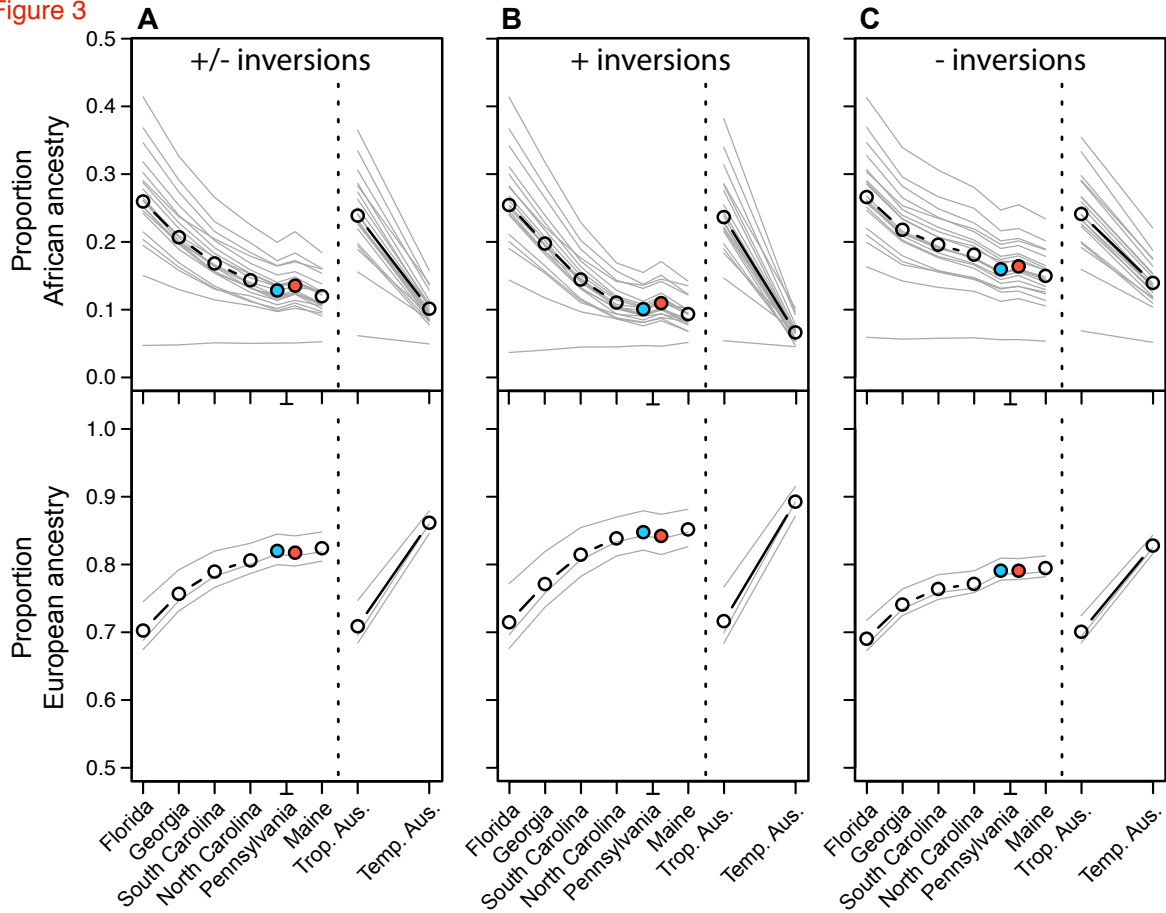 Figure 3
A
B
C
+/- inversions
+ inversions
- inversions
Proportion
African ancestry
0.5
0.4
0.3
0.2
0.1
0.0
Proportion
European ancestry
1.0
0.9
0.8
0.7
0.6
0.5
Florida
Georgia
South Carolina
North Carolina
Pennsylvania
Maine
Trop. Aus.
Temp. Aus.
Florida
Georgia
South Carolina
North Carolina
Pennsylvania
Maine
Trop. Aus.
Temp. Aus.
Florida
Georgia
South Carolina
North Carolina
Pennsylvania
Maine
Trop. Aus.
Temp. Aus.